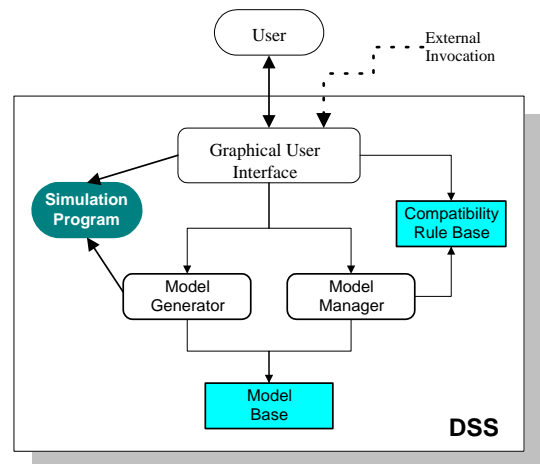 User
External
Invocation
Graphical User
Interface
Simulation
Program
Compatibility
Rule Base
Model
Generator
Model
Manager
Model
Base
DSS